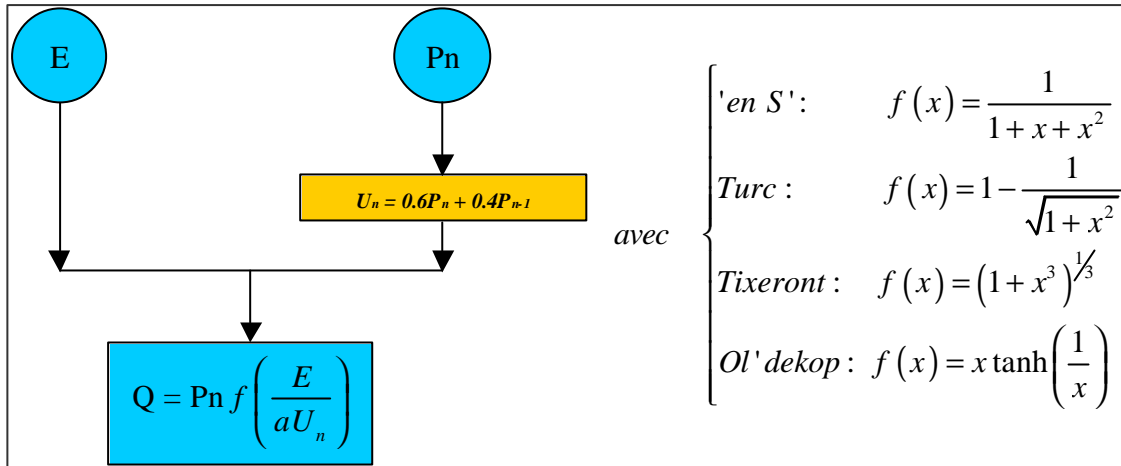 E
Pn
Uₙ = 0.6Pₙ + 0.4Pₙ₋₁
Q = Pn f(E/(aUₙ))
avec
'en S' : f(x) = 1/(1 + x + x²)
Turc : f(x) = 1 − 1/√(1 + x²)
Tixeront : f(x) = (1 + x³)^(1/3)
Ol'dekop : f(x) = x tanh(1/x)